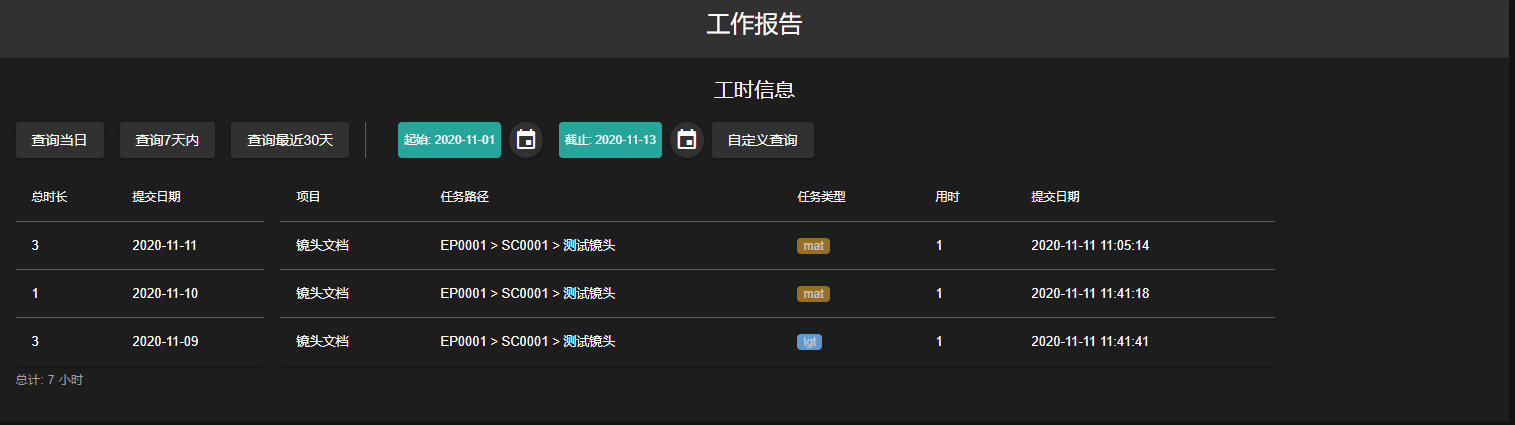 工作报告
工时信息
查询当日 查询7天内 查询最近30天 起始: 2020-11-01 截止: 2020-11-13 自定义查询
总时长 提交日期 项目 任务路径 任务类型 用时 提交日期
3 2020-11-11 镜头文档 EP0001 > SC0001 > 测试镜头 mat 1 2020-11-11 11:05:14
1 2020-11-10 镜头文档 EP0001 > SC0001 > 测试镜头 mat 1 2020-11-11 11:41:18
3 2020-11-09 镜头文档 EP0001 > SC0001 > 测试镜头 lgt 1 2020-11-11 11:41:41
总计: 7 小时